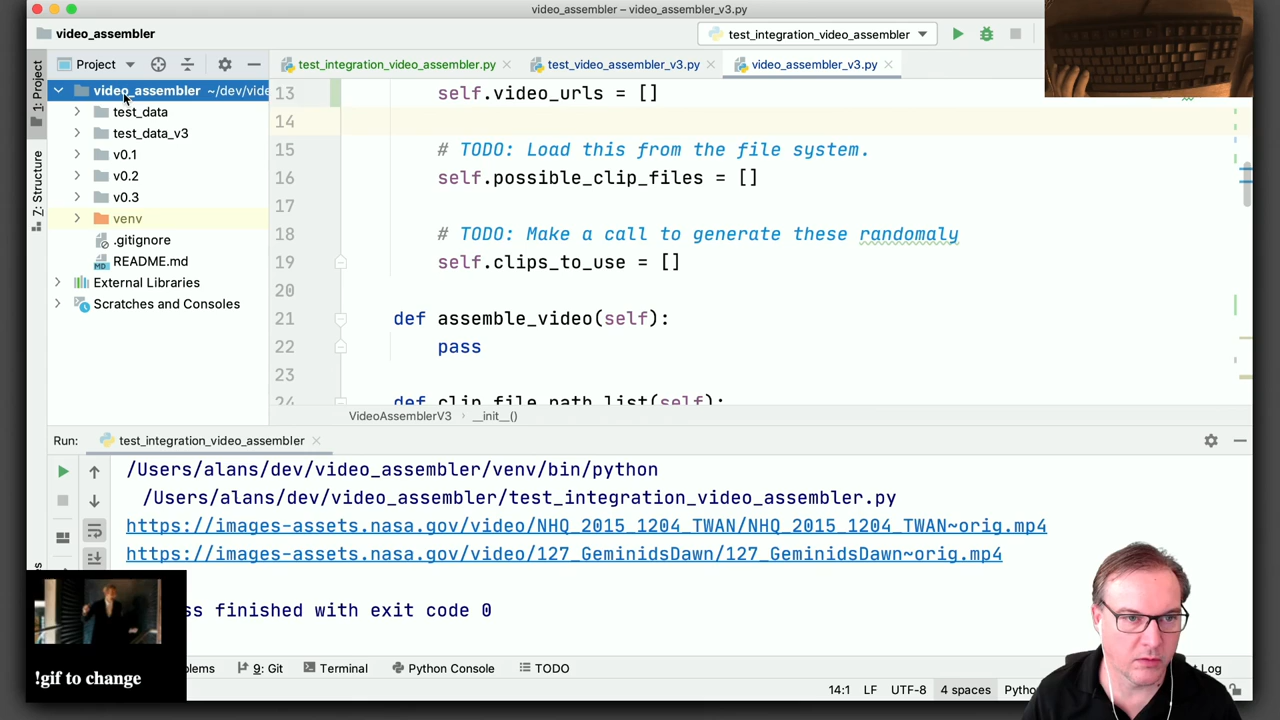 video_assembler – video_assembler_v3.py
video_assembler
test_integration_video_assembler
1: Project
Z: Structure
Project
test_integration_video_assembler.py
test_video_assembler_v3.py
video_assembler_v3.py
video_assembler ~/dev/vide
test_data
test_data_v3
v0.1
v0.2
v0.3
venv
.gitignore
README.md
External Libraries
Scratches and Consoles
13 self.video_urls = []
14
15 # TODO: Load this from the file system.
16 self.possible_clip_files = []
17
18 # TODO: Make a call to generate these randomaly
19 self.clips_to_use = []
20
21 def assemble_video(self):
22 pass
23
24 def clip_file_path_list(self):
VideoAssemblerV3 › __init__()
Run: test_integration_video_assembler
/Users/alans/dev/video_assembler/venv/bin/python
/Users/alans/dev/video_assembler/test_integration_video_assembler.py
https://images-assets.nasa.gov/video/NHQ_2015_1204_TWAN/NHQ_2015_1204_TWAN~orig.mp4
https://images-assets.nasa.gov/video/127_GeminidsDawn/127_GeminidsDawn~orig.mp4
ss finished with exit code 0
!gif to change
blems
9: Git
Terminal
Python Console
TODO
Log
14:1 LF UTF-8 4 spaces Pytho